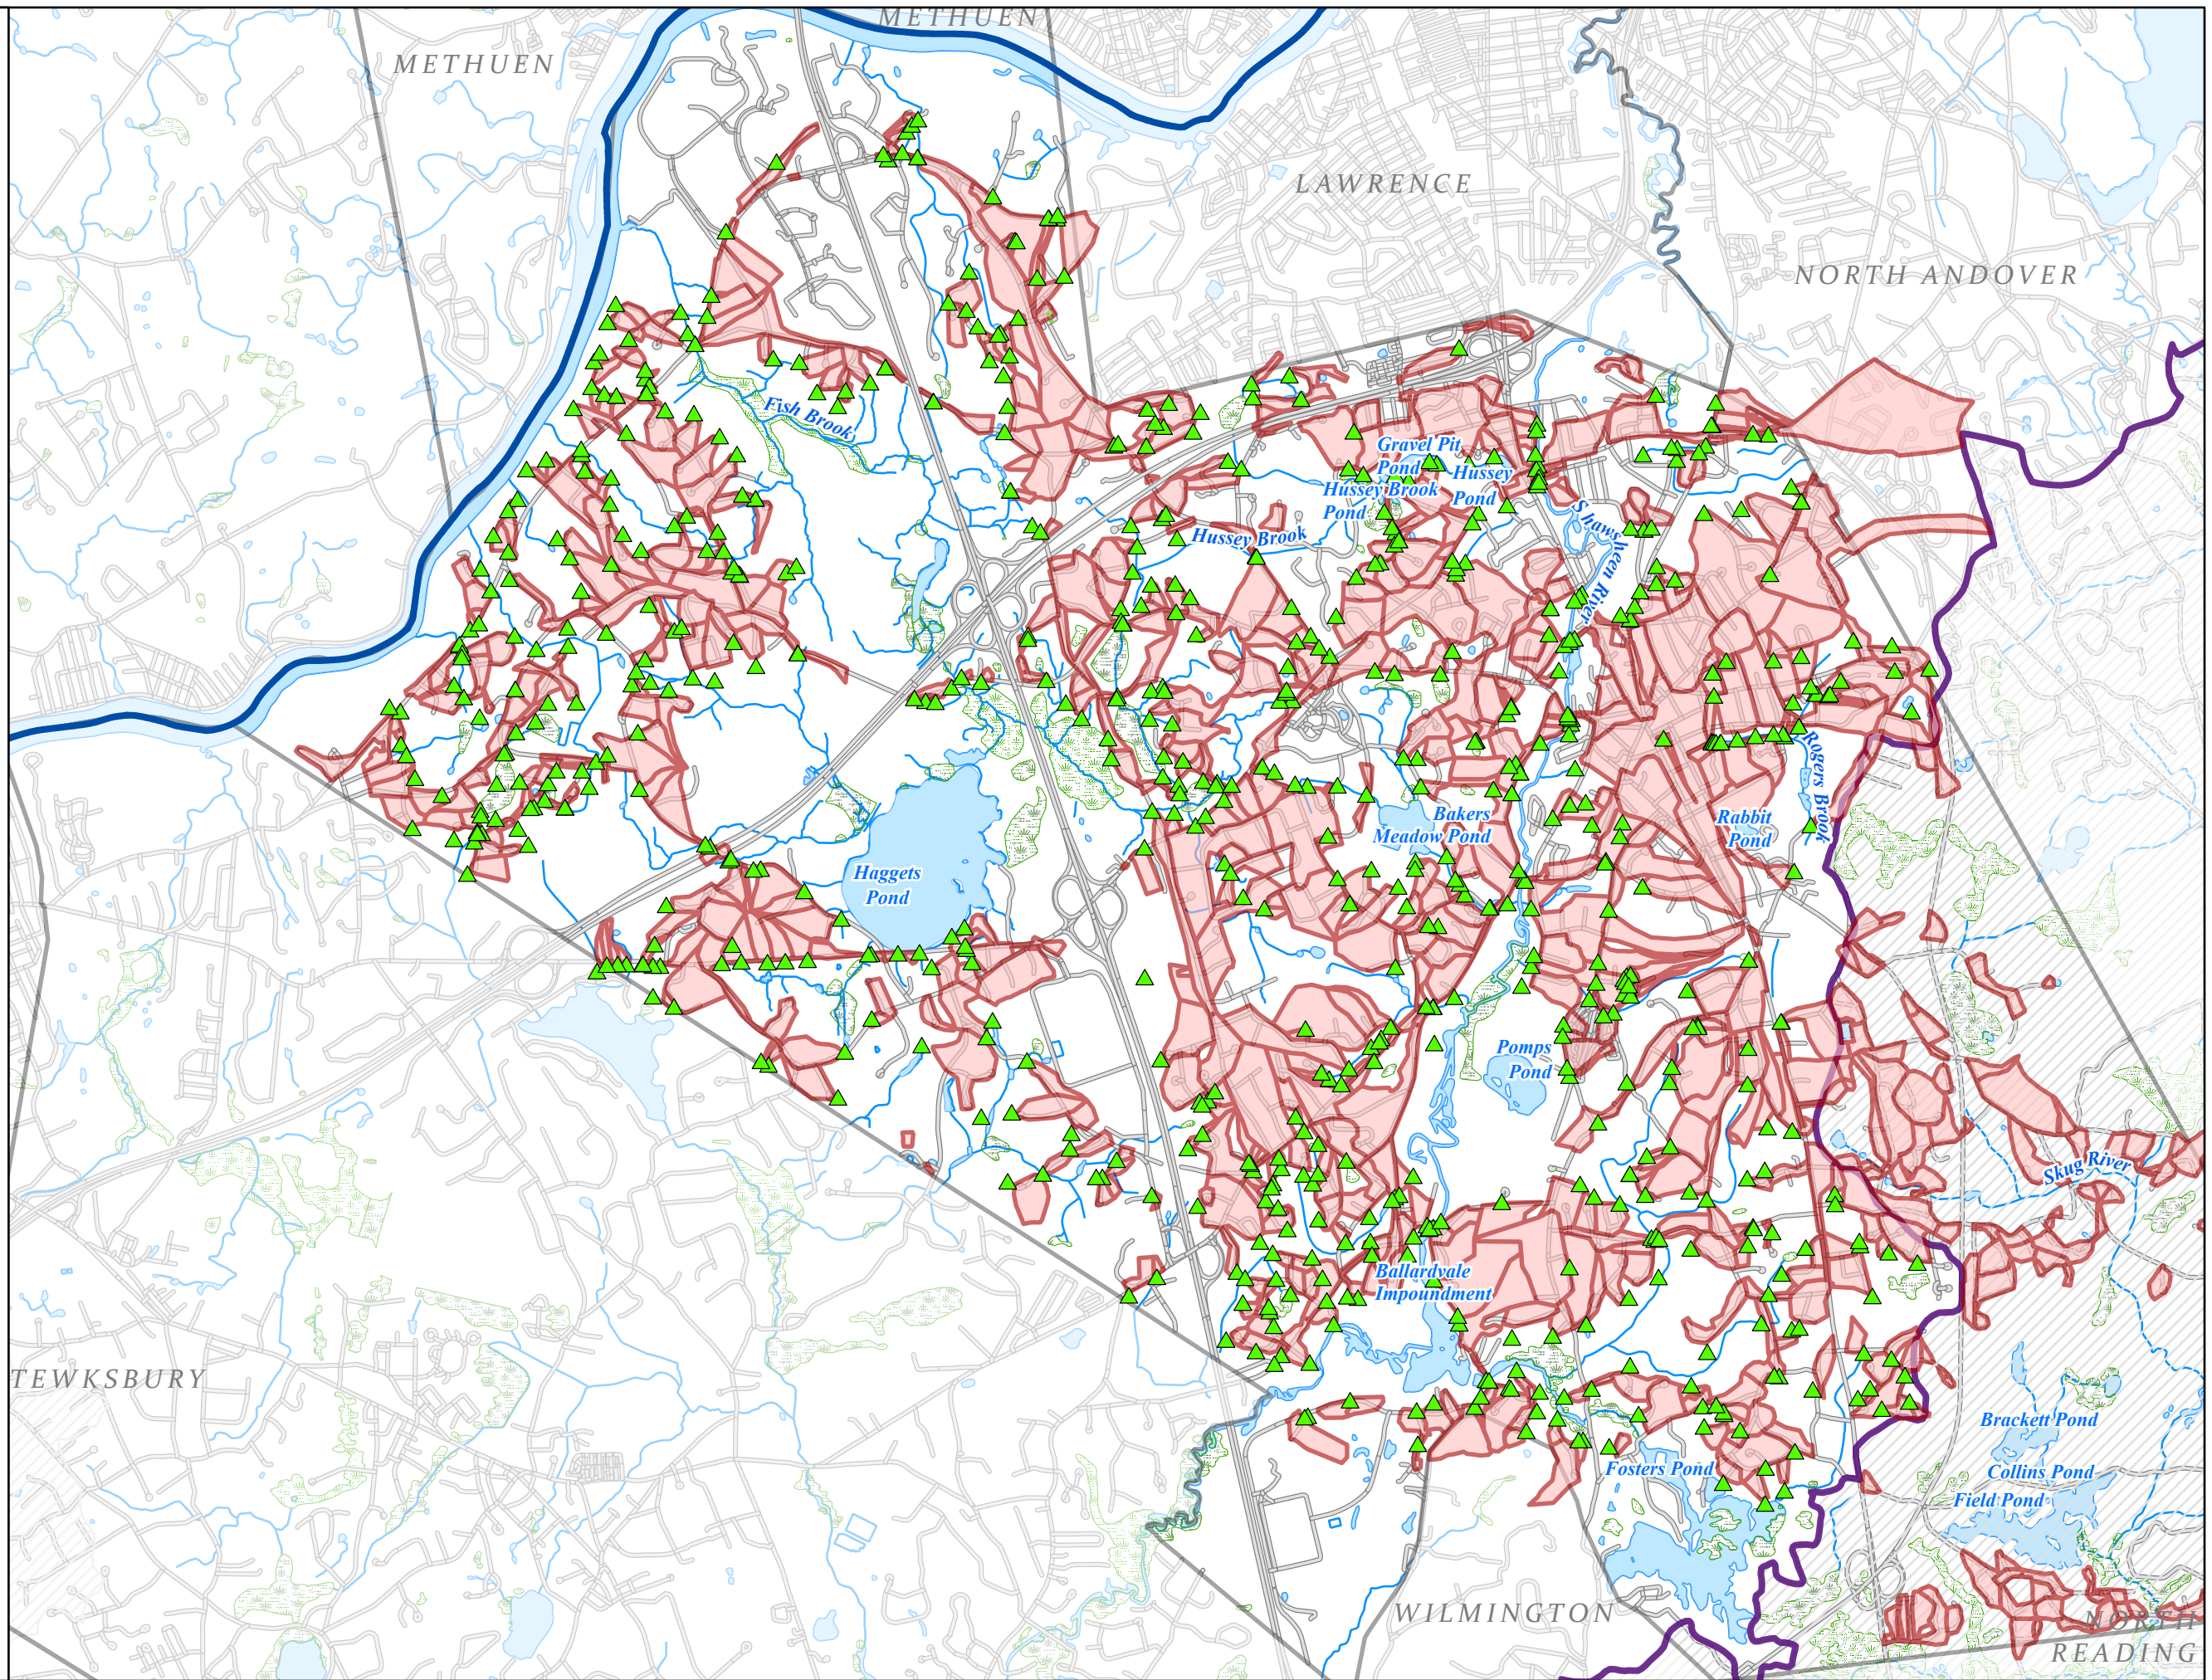 METHUEN
METHUEN
LAWRENCE
NORTH ANDOVER
Fish Brook
Gravel Pit
Pond
Hussey
Pond
Hussey Brook
Pond
Hussey Brook
Shawsheen River
Rogers Brook
Rabbit
Pond
Bakers
Meadow Pond
Haggets
Pond
Pomps
Pond
Skug River
Ballardvale
Impoundment
TEWKSBURY
Brackett Pond
Collins Pond
Field Pond
Fosters Pond
WILMINGTON
NORTH
READING